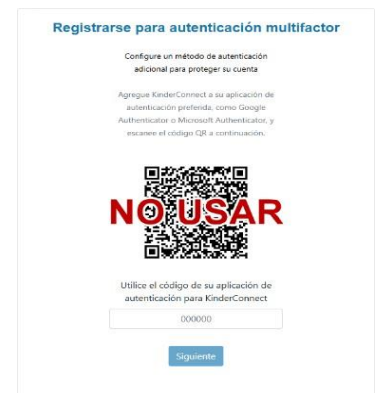 Registrarse para autenticación multifactor
Configure un método de autenticación
adicional para proteger su cuenta
Agregue KinderConnect a su aplicación de
autenticación preferida, como Google
Authenticator o Microsoft Authenticator, y
escanee el código QR a continuación.
NO USAR
Utilice el código de su aplicación de
autenticación para KinderConnect
000000
Siguiente